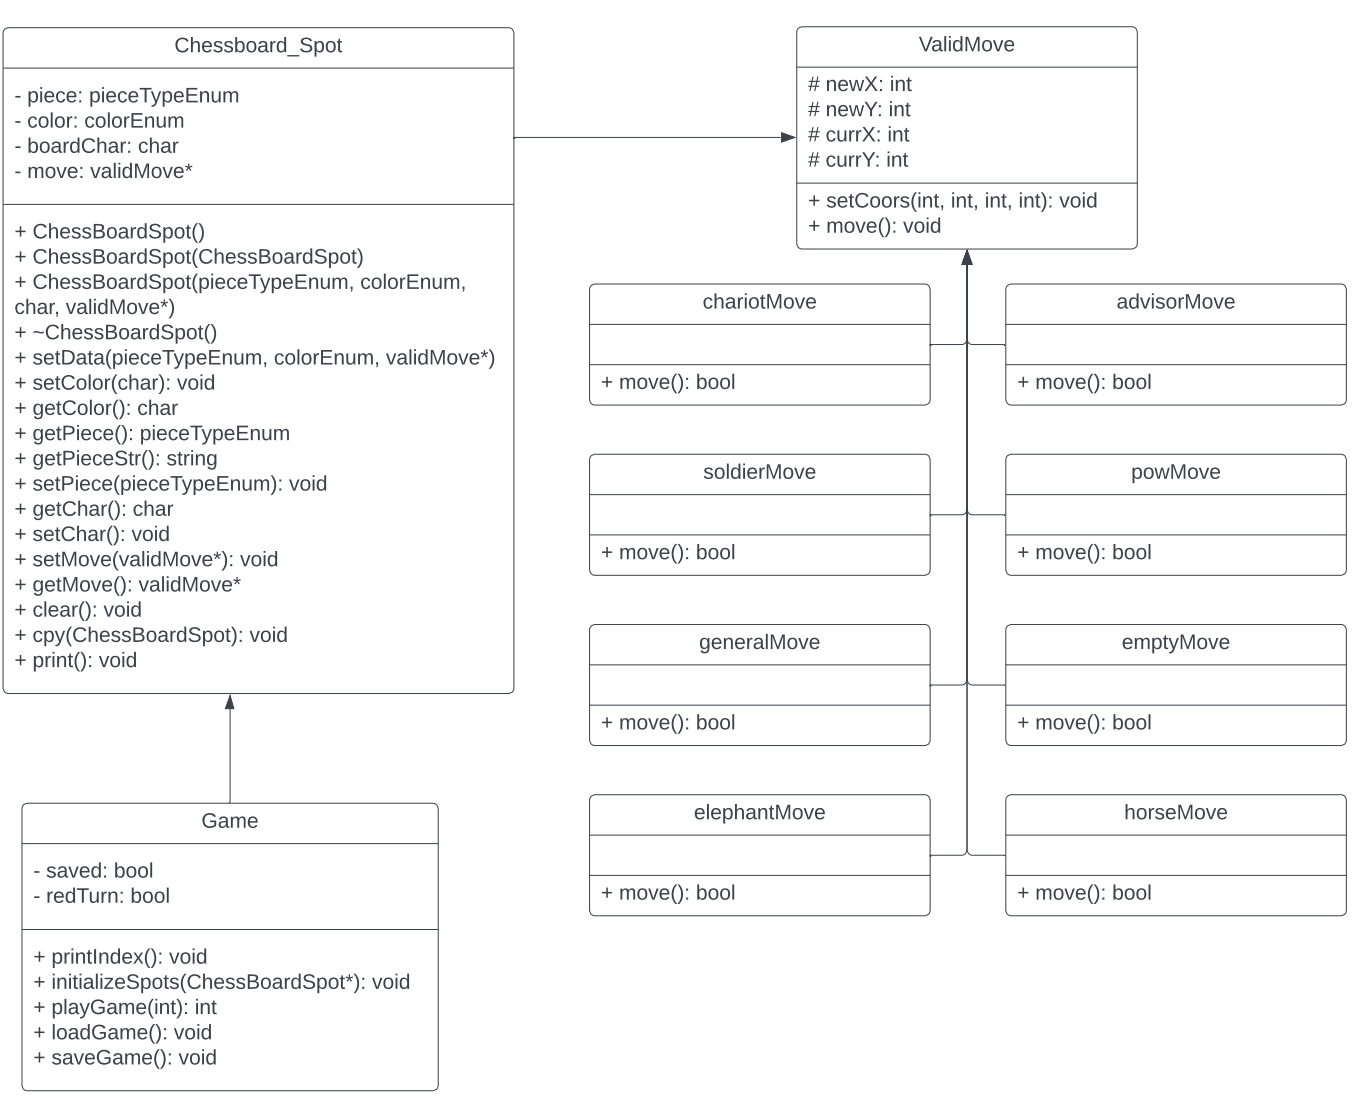 Chessboard_Spot
- piece: pieceTypeEnum
- color: colorEnum
- boardChar: char
- move: validMove*
+ ChessBoardSpot()
+ ChessBoardSpot(ChessBoardSpot)
+ ChessBoardSpot(pieceTypeEnum, colorEnum,
char, validMove*)
+ ~ChessBoardSpot()
+ setData(pieceTypeEnum, colorEnum, validMove*)
+ setColor(char): void
+ getColor(): char
+ getPiece(): pieceTypeEnum
+ getPieceStr(): string
+ setPiece(pieceTypeEnum): void
+ getChar(): char
+ setChar(): void
+ setMove(validMove*): void
+ getMove(): validMove*
+ clear(): void
+ cpy(ChessBoardSpot): void
+ print(): void
Game
- saved: bool
- redTurn: bool
+ printIndex(): void
+ initializeSpots(ChessBoardSpot*): void
+ playGame(int): int
+ loadGame(): void
+ saveGame(): void
ValidMove
# newX: int
# newY: int
# currX: int
# currY: int
+ setCoors(int, int, int, int): void
+ move(): void
chariotMove
+ move(): bool
advisorMove
+ move(): bool
soldierMove
+ move(): bool
powMove
+ move(): bool
generalMove
+ move(): bool
emptyMove
+ move(): bool
elephantMove
+ move(): bool
horseMove
+ move(): bool